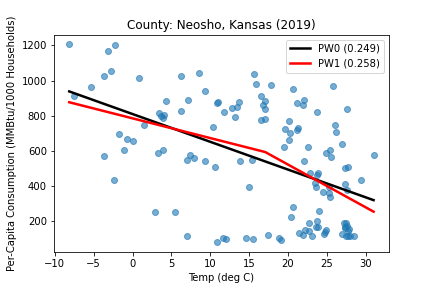 County: Neosho, Kansas (2019)
Per-Capita Consumption (MMBtu/1000 Households)
1200
1000
800
600
400
200
PW0 (0.249)
PW1 (0.258)
−10 −5 0 5 10 15 20 25 30
Temp (deg C)